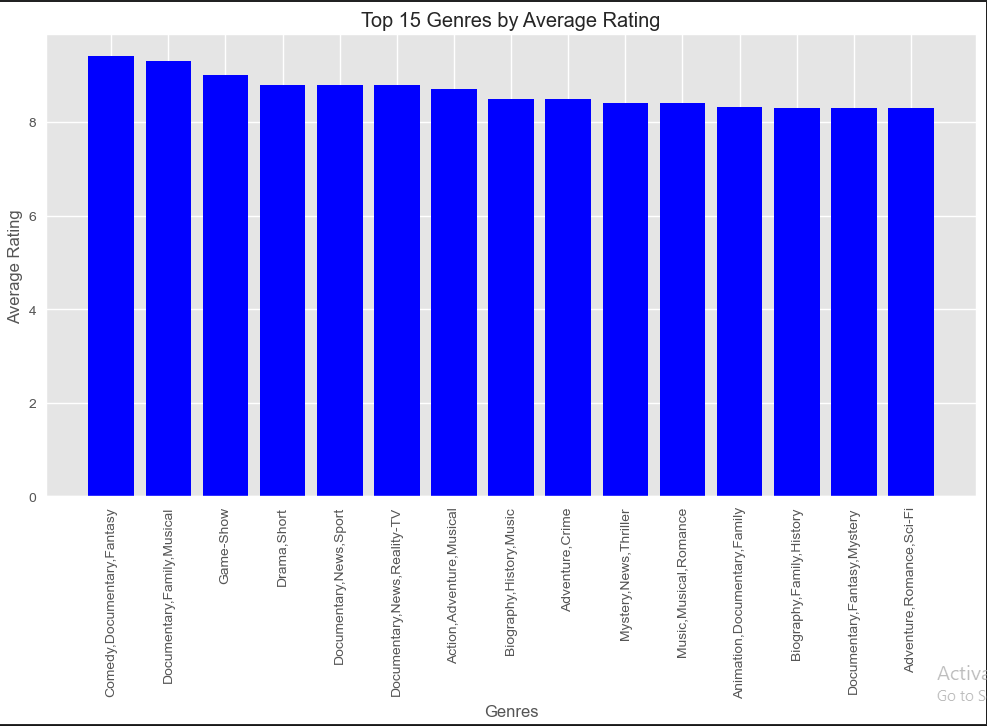 Top 15 Genres by Average Rating
Average Rating
8
6
4
2
0
Comedy,Documentary,Fantasy
Documentary,Family,Musical
Game-Show
Drama,Short
Documentary,News,Sport
Documentary,News,Reality-TV
Action,Adventure,Musical
Biography,History,Music
Adventure,Crime
Mystery,News,Thriller
Music,Musical,Romance
Animation,Documentary,Family
Biography,Family,History
Documentary,Fantasy,Mystery
Adventure,Romance,Sci-Fi
Genres
Activa
Go to S